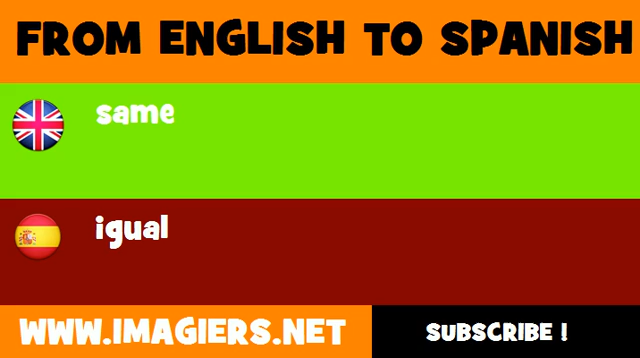 FROM ENGLISH TO SPANISH
same
igual
WWW.IMAGIERS.NET
SUBSCRIBE !